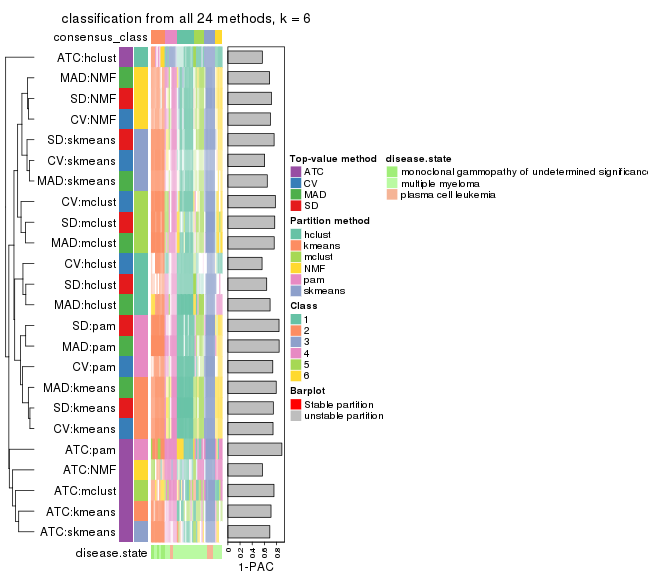 classification from all 24 methods, k = 6
consensus_class
ATC:hclust
MAD:NMF
SD:NMF
CV:NMF
SD:skmeans
CV:skmeans
MAD:skmeans
CV:mclust
SD:mclust
MAD:mclust
CV:hclust
SD:hclust
MAD:hclust
SD:pam
MAD:pam
CV:pam
MAD:kmeans
SD:kmeans
CV:kmeans
ATC:pam
ATC:NMF
ATC:mclust
ATC:kmeans
ATC:skmeans
disease.state
0
0.2
0.4
0.6
0.8
1-PAC
Top-value method
ATC
CV
MAD
SD
Partition method
hclust
kmeans
mclust
NMF
pam
skmeans
Class
1
2
3
4
5
6
Barplot
Stable partition
unstable partition
disease.state
monoclonal gammopathy of undetermined significance
multiple myeloma
plasma cell leukemia